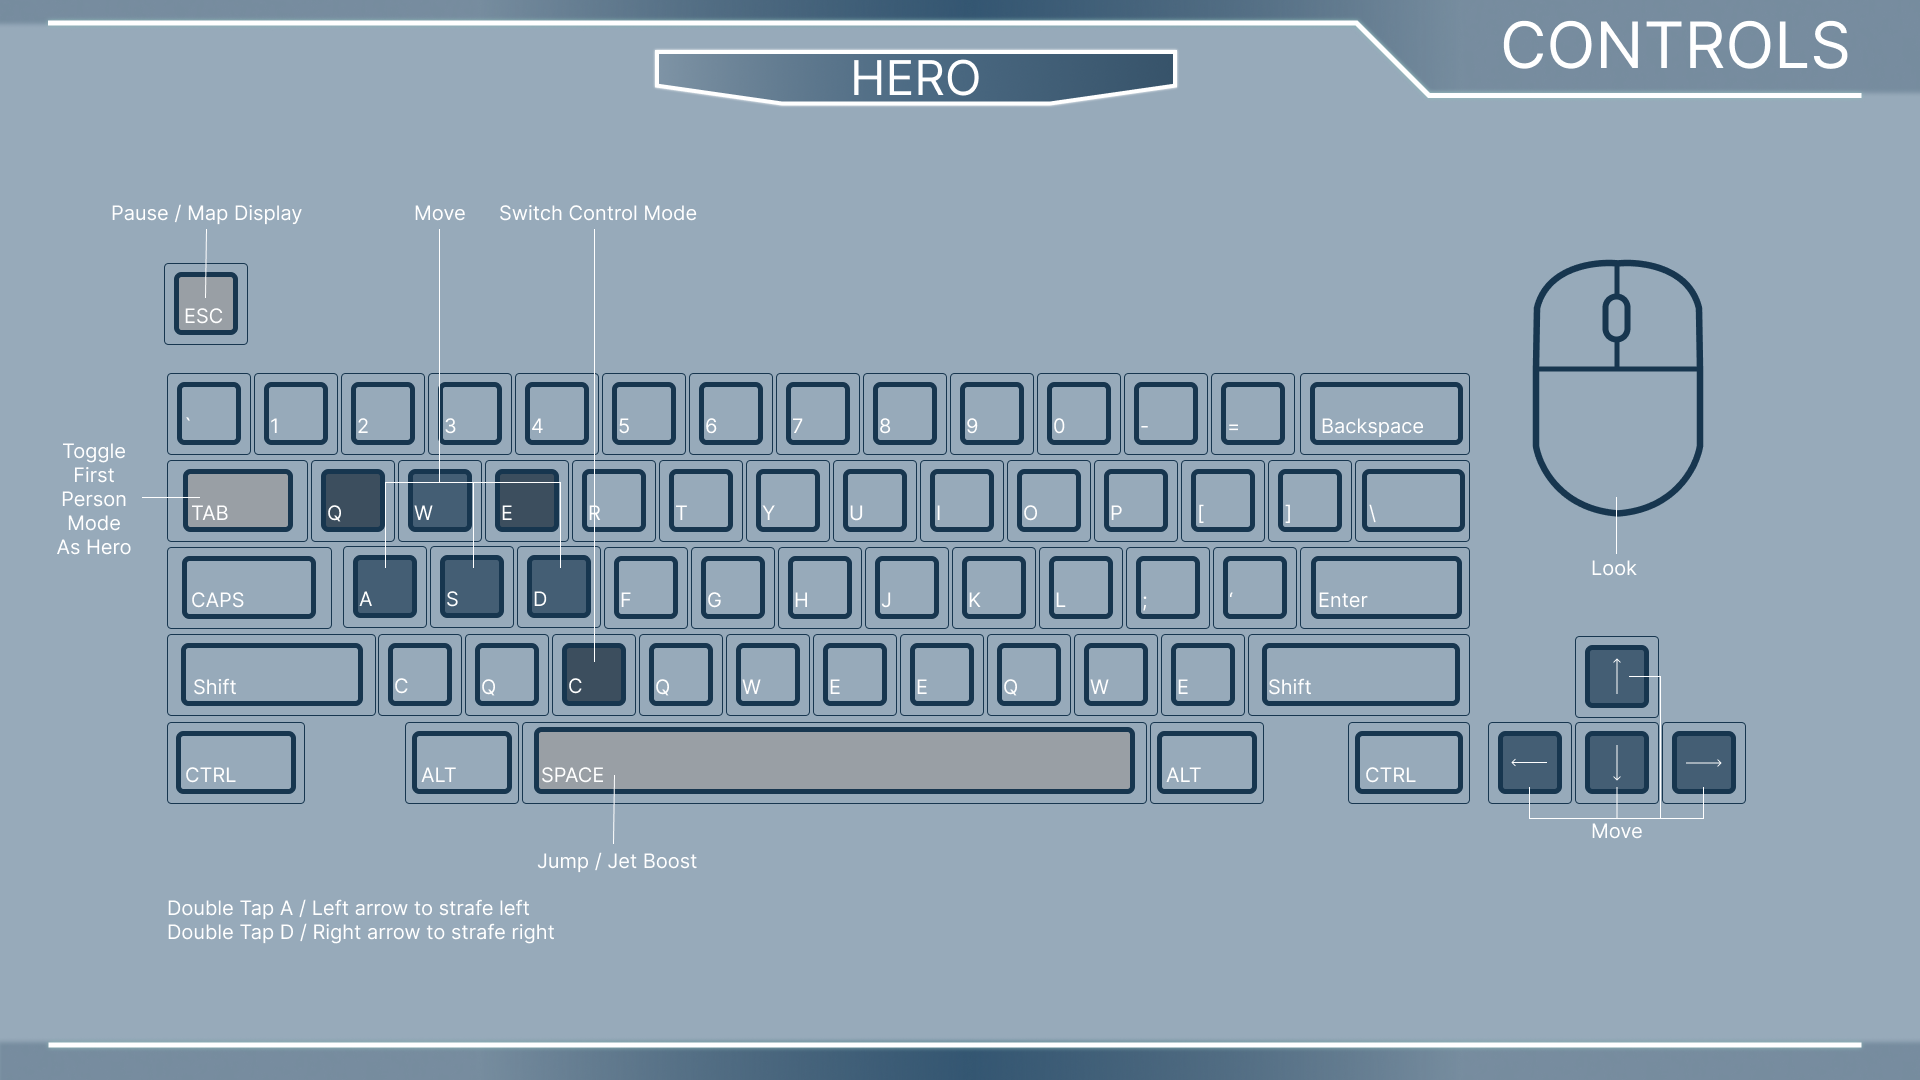 CONTROLS
HERO
Pause / Map Display
Move
Switch Control Mode
ESC
` 1 2 3 4 5 6 7 8 9 0 - = Backspace
Toggle
First
Person
Mode
As Hero
TAB Q W E R T Y U I O P [ ] \
CAPS A S D F G H J K L ; ‘ Enter
Look
Shift C Q C Q W E E Q W E Shift
↑
CTRL ALT SPACE ALT CTRL
← ↓ →
Move
Jump / Jet Boost
Double Tap A / Left arrow to strafe left
Double Tap D / Right arrow to strafe right